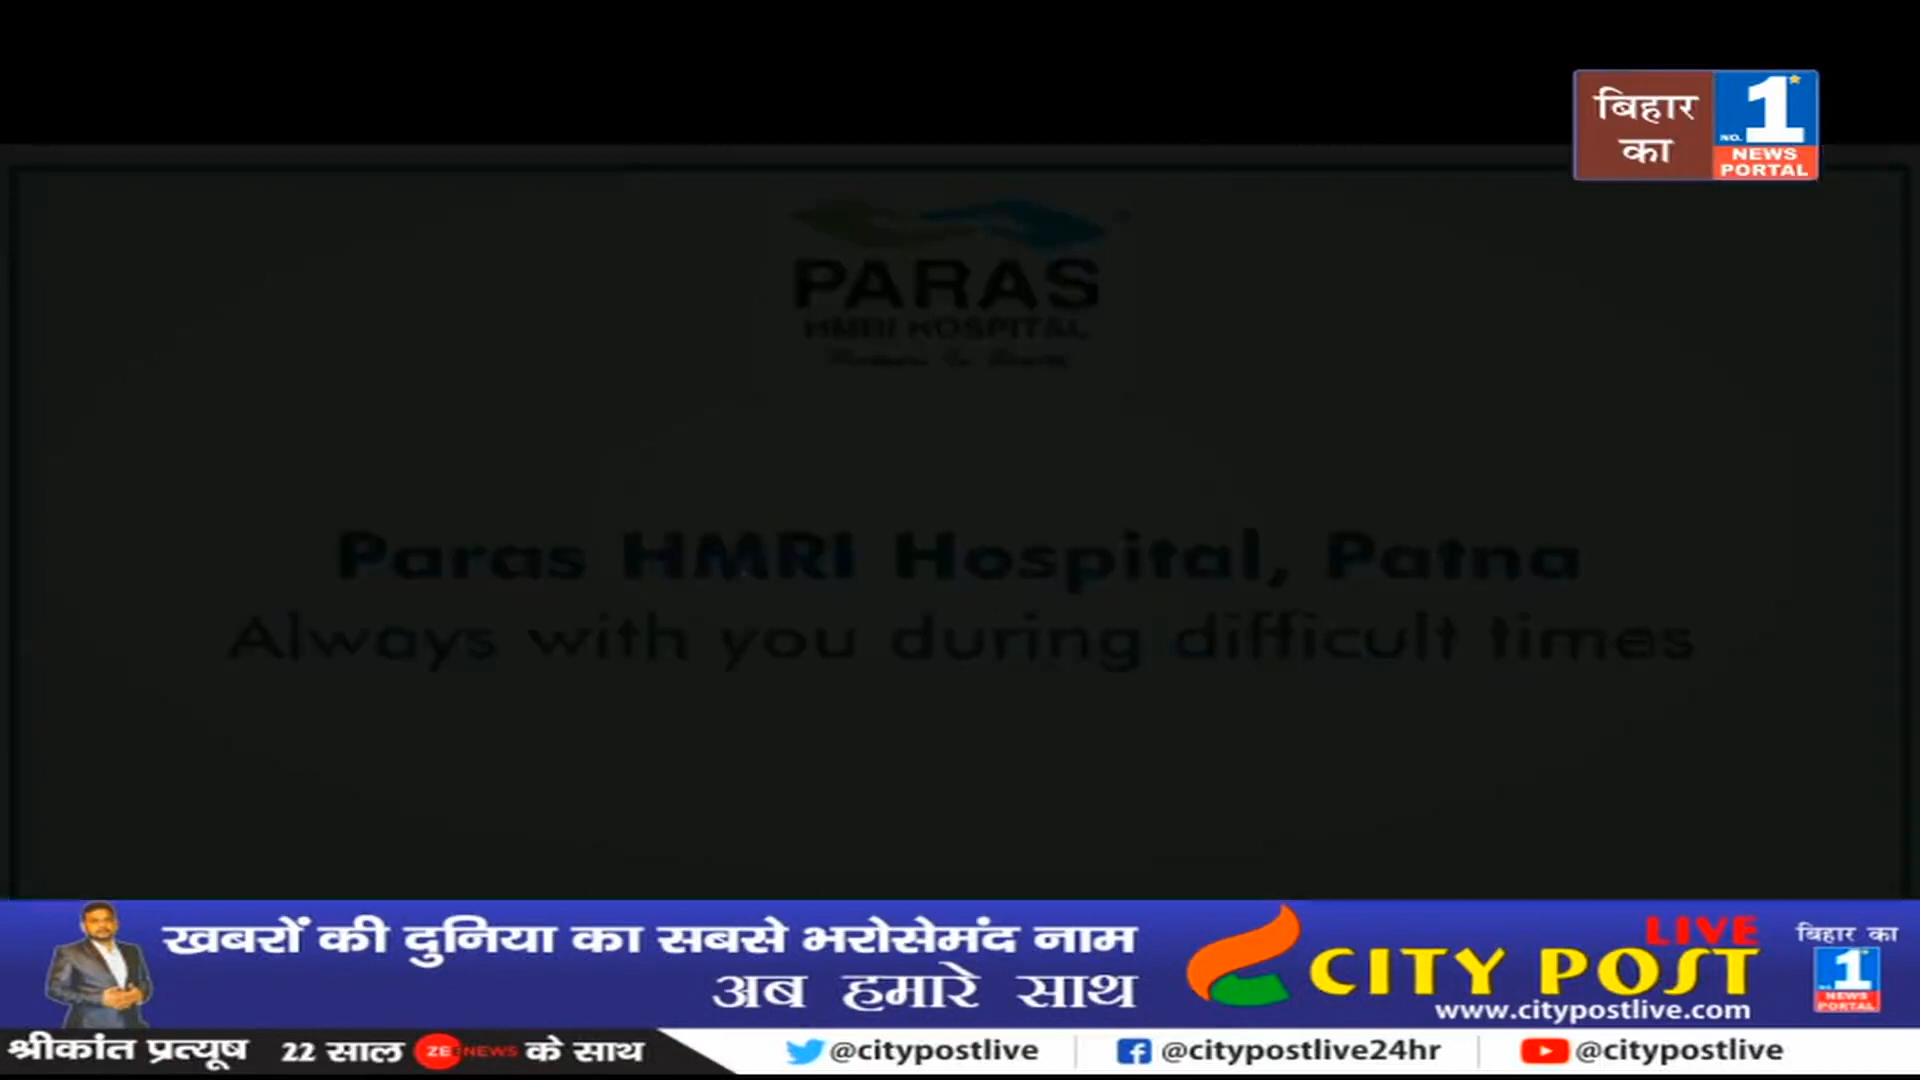 बिहार
का
NO. 1
NEWS
PORTAL
PARAS
HMRI HOSPITAL
Paras HMRI Hospital, Patna
Always with you during difficult times
खबरों की दुनिया का सबसे भरोसेमंद नाम
अब हमारे साथ
LIVE
CITY POST
www.citypostlive.com
बिहार का
1
NEWS
PORTAL
श्रीकांत प्रत्यूष 22 साल ZEE NEWS के साथ
@citypostlive
@citypostlive24hr
@citypostlive